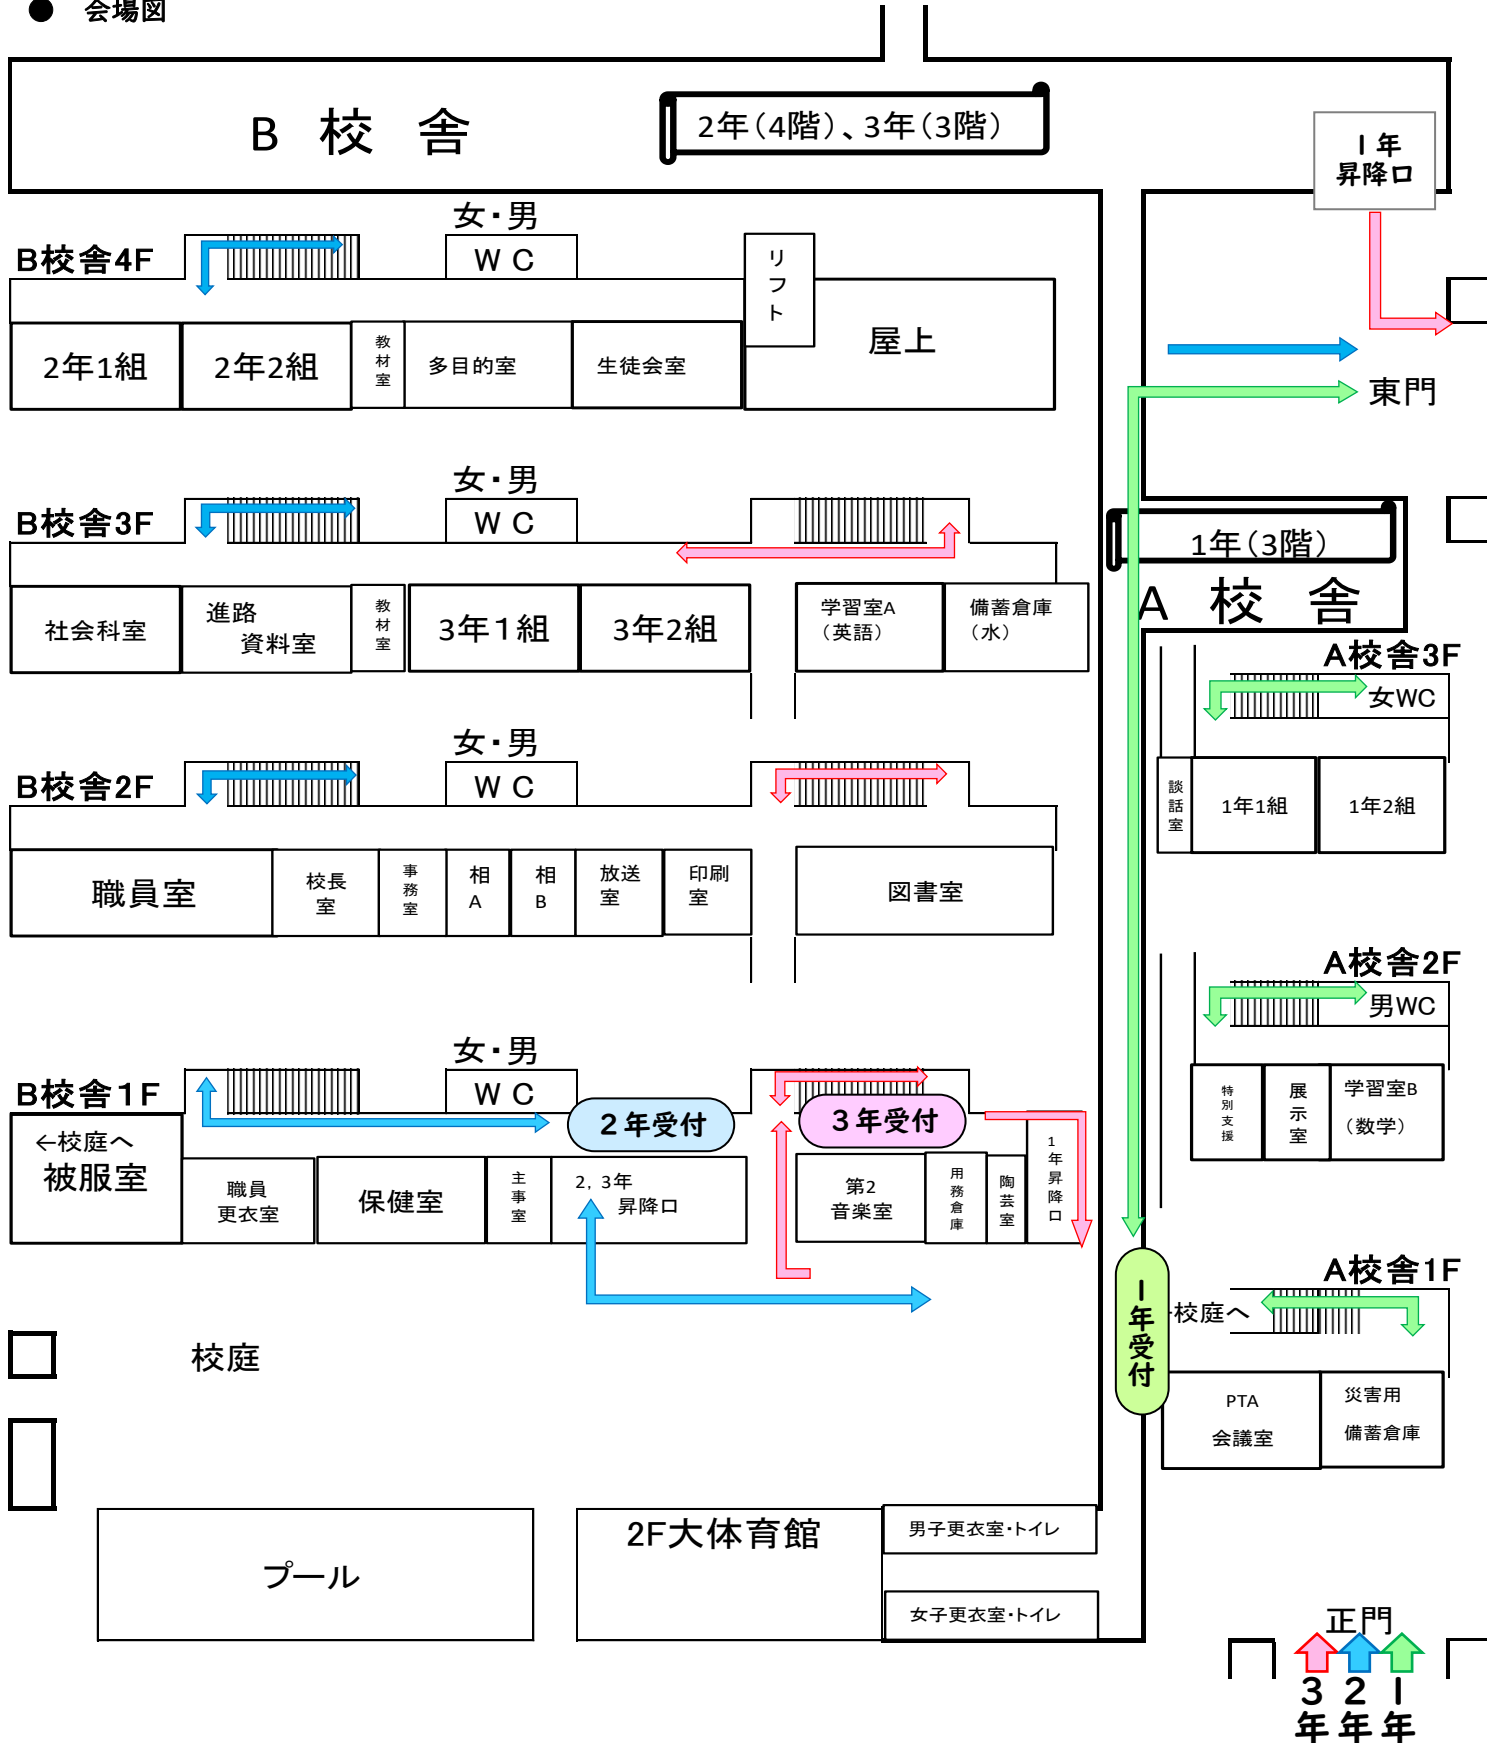 ● 会場図
B 校 舎
2年（4階）、3年（3階）
1年
昇降口
女・男
B校舎4F
WC
リフト
2年1組
2年2組
教材室
多目的室
生徒会室
屋上
東門
女・男
B校舎3F
WC
1年（3階）
A 校 舎
社会科室
進路
資料室
教材室
3年1組
3年2組
学習室A
（英語）
備蓄倉庫
（水）
A校舎3F
女WC
談話室
1年1組
1年2組
女・男
B校舎2F
WC
職員室
校長
室
事務室
相
A
相
B
放送
室
印刷
室
図書室
A校舎2F
男WC
特別支援
展示室
学習室B
（数学）
女・男
B校舎1F
WC
2年受付
3年受付
←校庭へ
被服室
職員
更衣室
保健室
主事室
2，3年
昇降口
第2
音楽室
用務倉庫
陶芸室
1年昇降口
1年受付
A校舎1F
校庭へ
PTA
会議室
災害用
備蓄倉庫
校庭
プール
2F大体育館
男子更衣室・トイレ
女子更衣室・トイレ
正門
3年
2年
1年